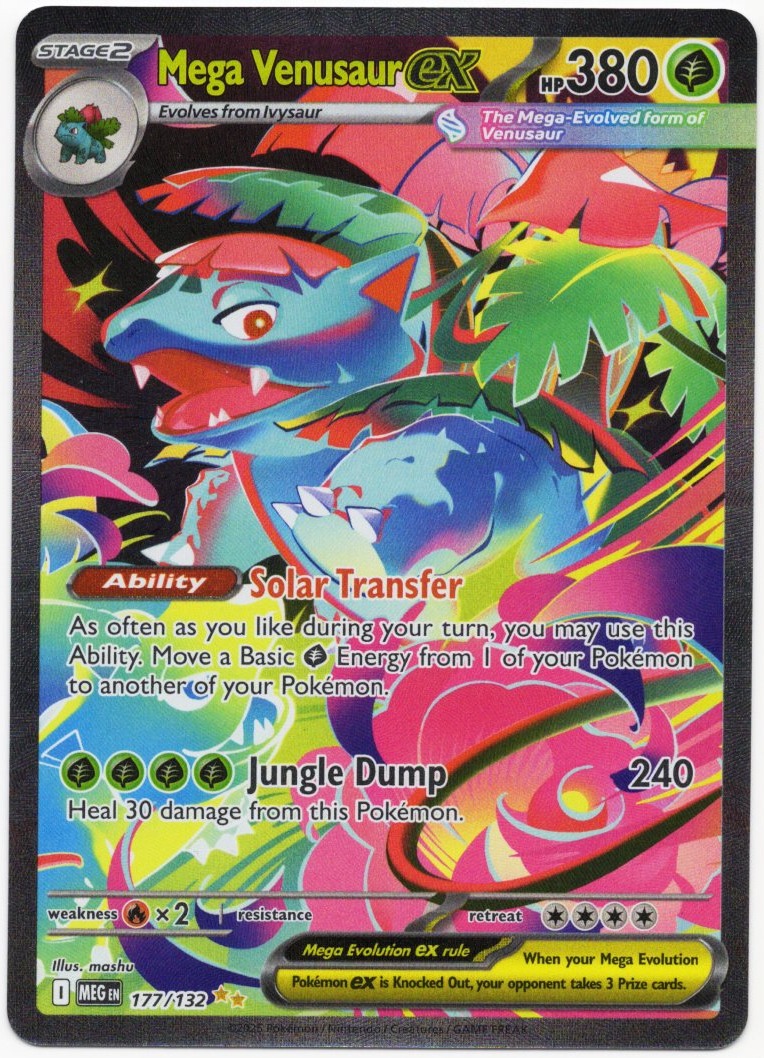 STAGE2
Mega Venusaur ex
HP 380
Evolves from Ivysaur
The Mega-Evolved form of
Venusaur
Ability Solar Transfer
As often as you like during your turn, you may use this
Ability. Move a Basic Energy from 1 of your Pokémon
to another of your Pokémon.
Jungle Dump 240
Heal 30 damage from this Pokémon.
weakness ×2 resistance retreat
Mega Evolution ex rule
When your Mega Evolution
Pokémon ex is Knocked Out, your opponent takes 3 Prize cards.
Illus. mashu
I MEG EN 177/132
©2025 Pokémon / Nintendo / Creatures / GAME FREAK